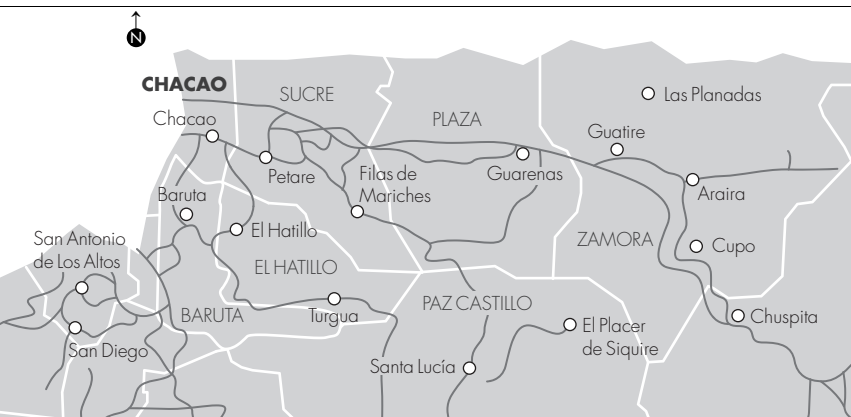 N
CHACAO
SUCRE
Las Planadas
Chacao
PLAZA
Guatire
Petare
Filas de
Mariches
Guarenas
Araira
Baruta
El Hatillo
San Antonio
de Los Altos
ZAMORA
Cupo
EL HATILLO
PAZ CASTILLO
BARUTA
Turgua
El Placer
de Siquire
Chuspita
San Diego
Santa Lucía